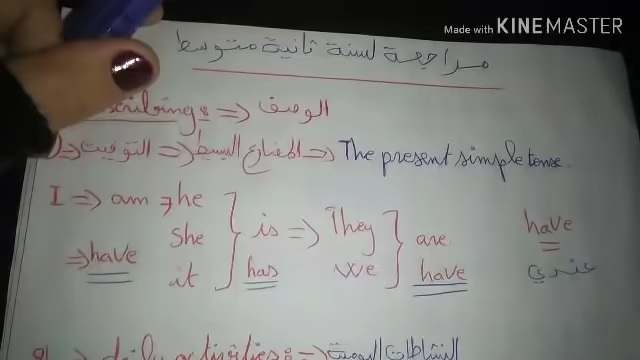 Made with KINEMASTER
مراجعة لسنة ثانية متوسط
الوصف <=
التوقيت <= المضارع البسيط <= The present simple tense.
I => am => he
She
it
is
has
=> They
we
are
have
=> have
have
عندي
daily activities => النشاطات اليومية